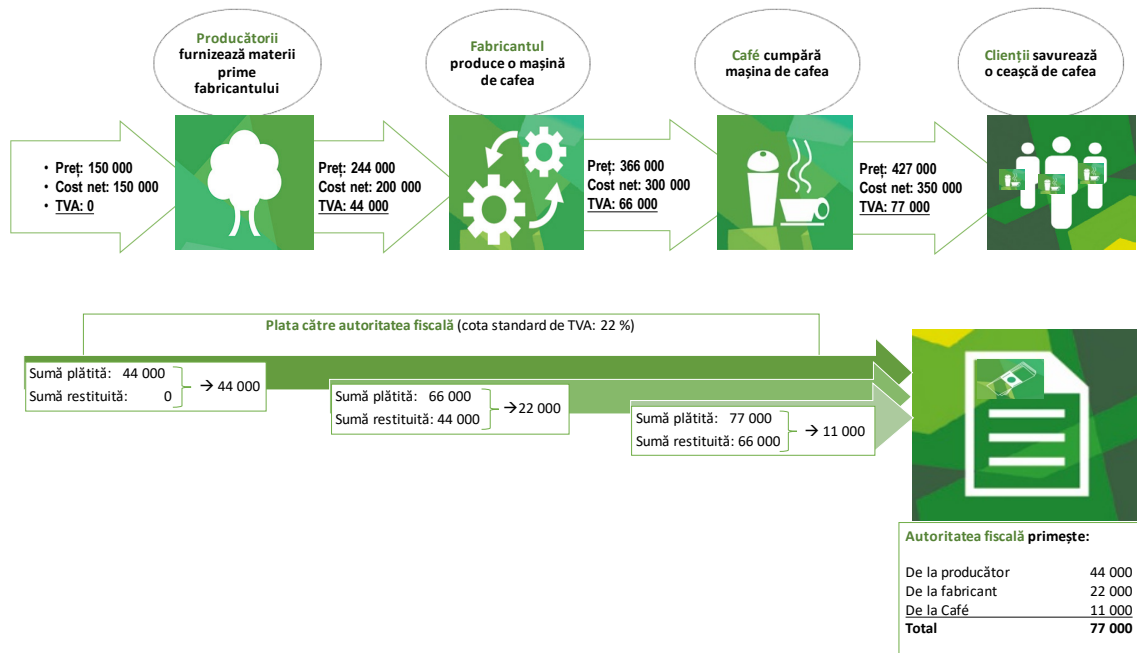 Producătorii
furnizează materii
prime
fabricantului
Fabricantul
produce o mașină
de cafea
Café cumpără
mașina de cafea
Clienții savurează
o ceașcă de cafea
• Preț: 150 000
• Cost net: 150 000
• TVA: 0
Preț: 244 000
Cost net: 200 000
TVA: 44 000
Preț: 366 000
Cost net: 300 000
TVA: 66 000
Preț: 427 000
Cost net: 350 000
TVA: 77 000
Plata către autoritatea fiscală (cota standard de TVA: 22 %)
Sumă plătită: 44 000
Sumă restituită: 0
→ 44 000
Sumă plătită: 66 000
Sumă restituită: 44 000
→22 000
Sumă plătită: 77 000
Sumă restituită: 66 000
→ 11 000
Autoritatea fiscală primește:
De la producător 44 000
De la fabricant 22 000
De la Café 11 000
Total 77 000